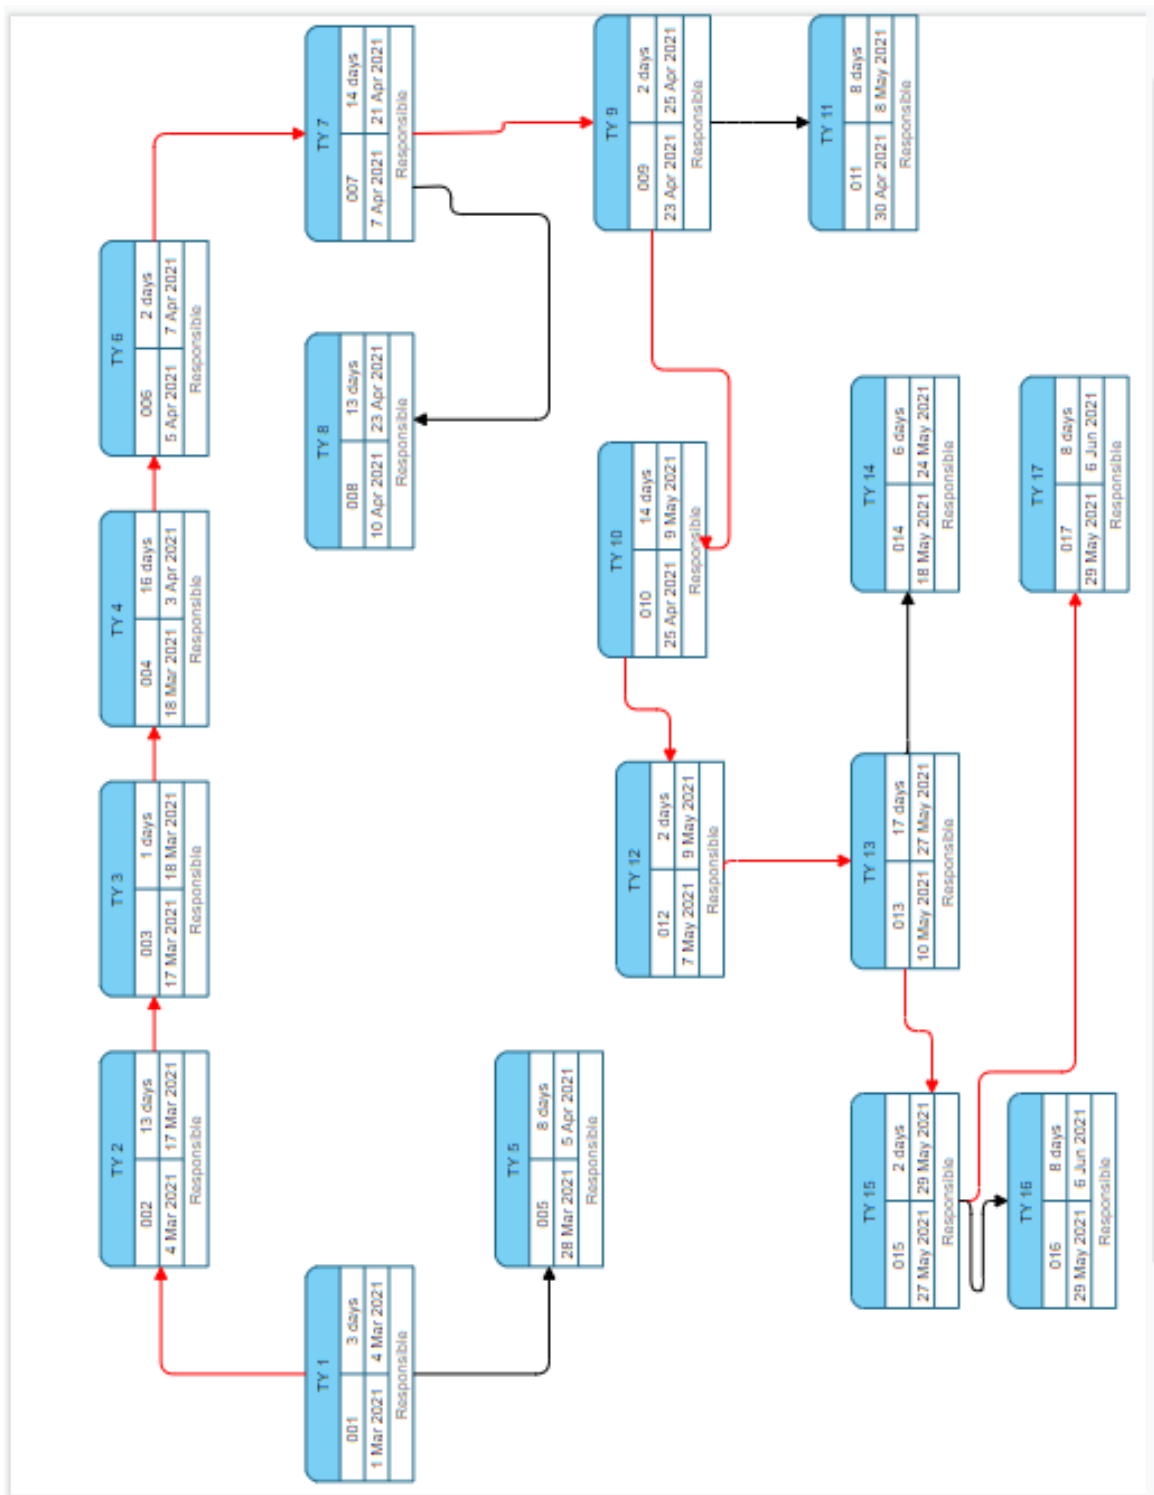 TY 1
001 3 days
1 Mar 2021 4 Mar 2021
Responsible
TY 2
002 13 days
4 Mar 2021 17 Mar 2021
Responsible
TY 3
003 1 days
17 Mar 2021 18 Mar 2021
Responsible
TY 4
004 16 days
18 Mar 2021 3 Apr 2021
Responsible
TY 5
005 8 days
28 Mar 2021 5 Apr 2021
Responsible
TY 6
006 2 days
5 Apr 2021 7 Apr 2021
Responsible
TY 7
007 14 days
7 Apr 2021 21 Apr 2021
Responsible
TY 8
008 13 days
10 Apr 2021 23 Apr 2021
Responsible
TY 9
009 2 days
23 Apr 2021 25 Apr 2021
Responsible
TY 10
010 14 days
25 Apr 2021 9 May 2021
Responsible
TY 11
011 8 days
30 Apr 2021 8 May 2021
Responsible
TY 12
012 2 days
7 May 2021 9 May 2021
Responsible
TY 13
013 17 days
10 May 2021 27 May 2021
Responsible
TY 14
014 6 days
18 May 2021 24 May 2021
Responsible
TY 15
015 2 days
27 May 2021 29 May 2021
Responsible
TY 16
016 8 days
29 May 2021 6 Jun 2021
Responsible
TY 17
017 8 days
29 May 2021 6 Jun 2021
Responsible